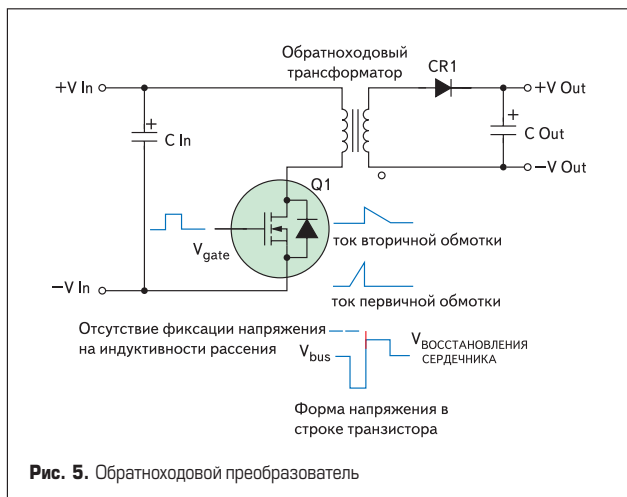 Обратноходовый
трансформатор
CR1
+V In
+V Out
+
C In
+
C Out
−V Out
Q1
V gate
ток вторичной обмотки
−V In
ток первичной обмотки
Отсутствие фиксации напряжения
на индуктивности рассения
V bus
V ВОССТАНОВЛЕНИЯ
СЕРДЕЧНИКА
Форма напряжения в
строке транзистора
Рис. 5. Обратноходовой преобразователь